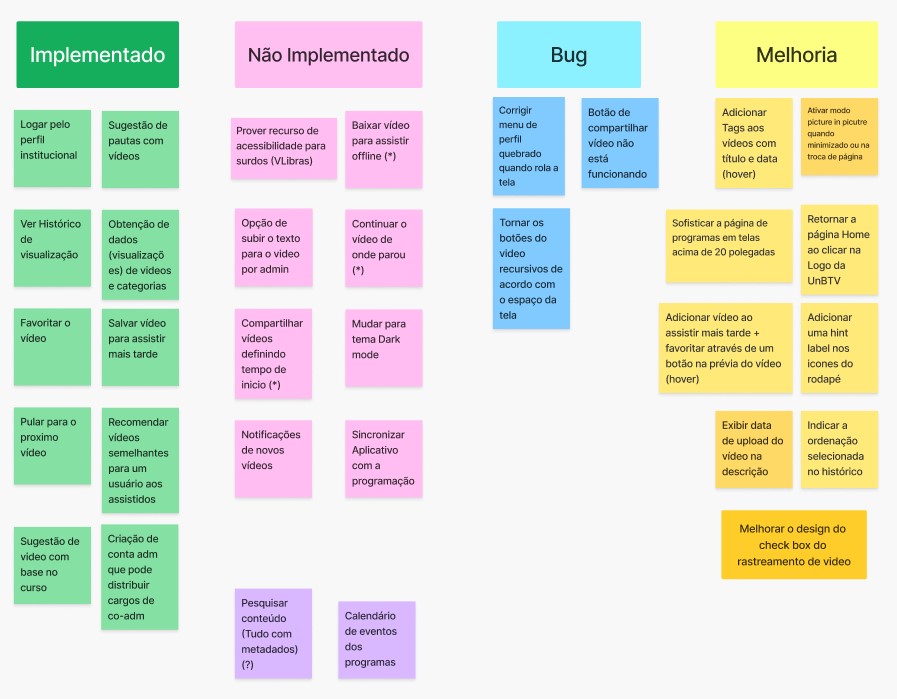 Implementado
Logar pelo
perfil
institucional
Sugestão de
pautas com
vídeos
Ver Histórico
de
visualização
Obtenção de
dados
(visualizaçõ
es) de videos
e categorias
Favoritar o
vídeo
Salvar vídeo
para assistir
mais tarde
Pular para o
proximo
vídeo
Recomendar
vídeos
semelhantes
para um
usuário aos
assistidos
Sugestão de
video com
base no
curso
Criação de
conta adm
que pode
distribuir
cargos de
co-adm
Não Implementado
Prover recurso de
acessibilidade para
surdos (VLibras)
Baixar vídeo
para assistir
offline (*)
Opção de
subir o texto
para o video
por admin
Continuar o
vídeo de
onde parou
(*)
Compartilhar
vídeos
definindo
tempo de
inicio (*)
Mudar para
tema Dark
mode
Notificações
de novos
vídeos
Sincronizar
Aplicativo
com a
programação
Pesquisar
conteúdo
(Tudo com
metadados)
(?)
Calendário
de eventos
dos
programas
Bug
Corrigir
menu de
perfil
quebrado
quando rola a
tela
Botão de
compartilhar
vídeo não
está
funcionando
Tornar os
botões do
video
recursivos de
acordo com
o espaço da
tela
Melhoria
Adicionar
Tags aos
vídeos com
título e data
(hover)
Ativar modo
picture in picutre
quando
minimizado ou na
troca de página
Sofisticar a página de
programas em telas
acima de 20 polegadas
Retornar a
página Home
ao clicar na
Logo da
UnBTV
Adicionar vídeo ao
assistir mais tarde +
favoritar através de um
botão na prévia do vídeo
(hover)
Adicionar
uma hint
label nos
icones do
rodapé
Exibir data
de upload do
vídeo na
descrição
Indicar a
ordenação
selecionada
no histórico
Melhorar o design do
check box do
rastreamento de video